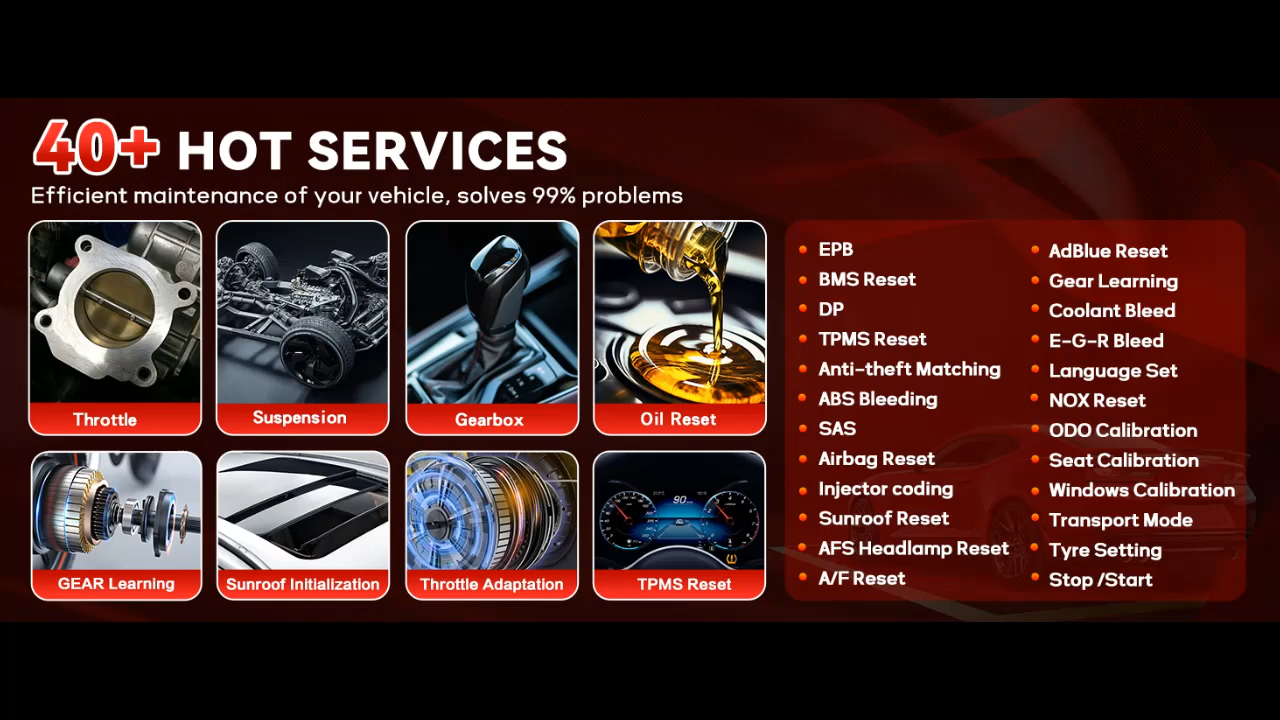 40+ HOT SERVICES
Efficient maintenance of your vehicle, solves 99% problems
Throttle
Suspension
Gearbox
Oil Reset
GEAR Learning
Sunroof Initialization
Throttle Adaptation
90
TPMS Reset
EPB
BMS Reset
DP
TPMS Reset
Anti-theft Matching
ABS Bleeding
SAS
Airbag Reset
Injector coding
Sunroof Reset
AFS Headlamp Reset
A/F Reset
AdBlue Reset
Gear Learning
Coolant Bleed
E-G-R Bleed
Language Set
NOX Reset
ODO Calibration
Seat Calibration
Windows Calibration
Transport Mode
Tyre Setting
Stop /Start